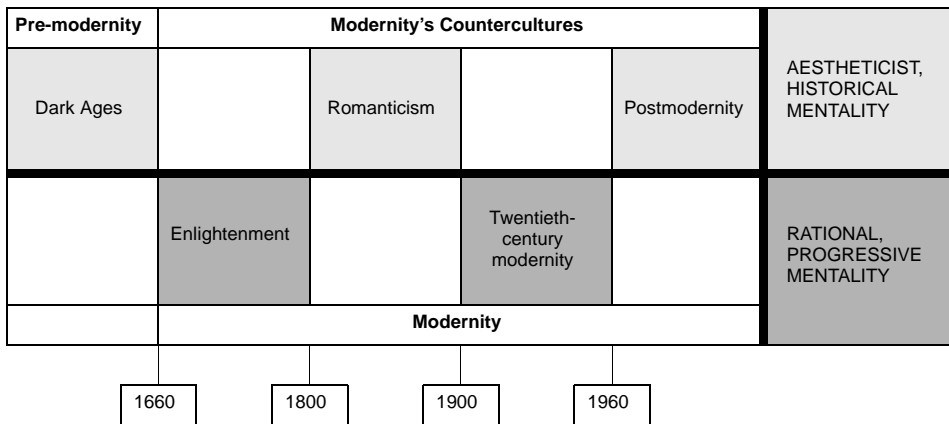 Pre-modernity
Modernity’s Countercultures
Dark Ages
Romanticism
Postmodernity
AESTHETICIST,
HISTORICAL
MENTALITY
Enlightenment
Twentieth-
century
modernity
RATIONAL,
PROGRESSIVE
MENTALITY
Modernity
1660
1800
1900
1960